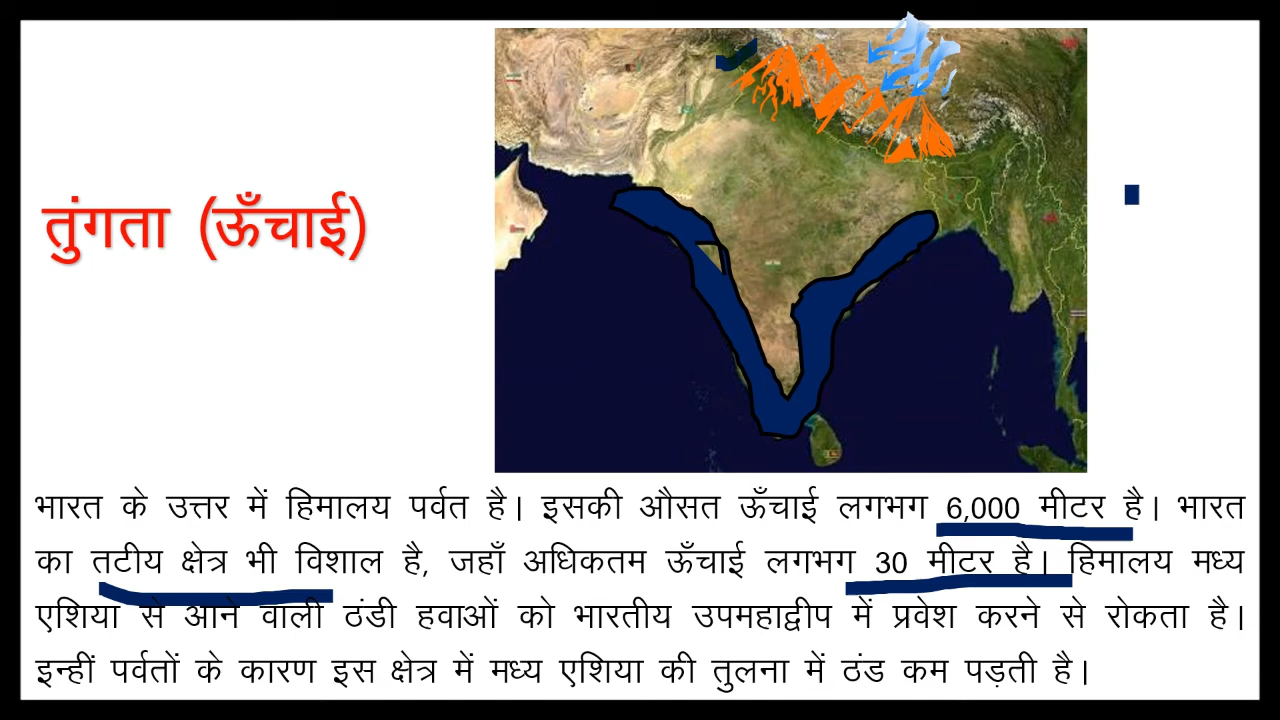 तुंगता (ऊँचाई)
भारत के उत्तर में हिमालय पर्वत है। इसकी औसत ऊँचाई लगभग 6,000 मीटर है। भारत
का तटीय क्षेत्र भी विशाल है, जहाँ अधिकतम ऊँचाई लगभग 30 मीटर है। हिमालय मध्य
एशिया से आने वाली ठंडी हवाओं को भारतीय उपमहाद्वीप में प्रवेश करने से रोकता है।
इन्हीं पर्वतों के कारण इस क्षेत्र में मध्य एशिया की तुलना में ठंड कम पड़ती है।